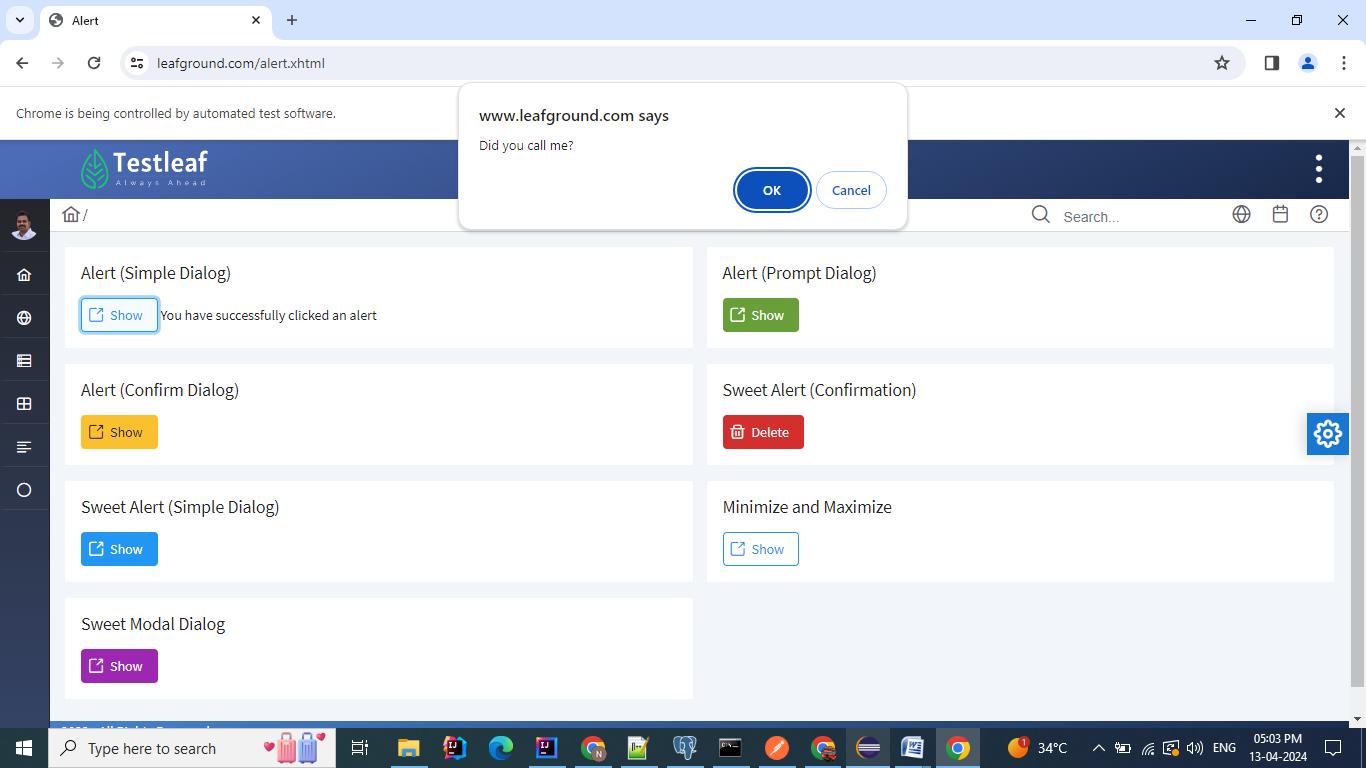 Alert
leafground.com/alert.xhtml
Chrome is being controlled by automated test software.
www.leafground.com says
Did you call me?
OK
Cancel
Testleaf
Always Ahead
/
Search...
Alert (Simple Dialog)
Show
You have successfully clicked an alert
Alert (Prompt Dialog)
Show
Alert (Confirm Dialog)
Show
Sweet Alert (Confirmation)
Delete
Sweet Alert (Simple Dialog)
Show
Minimize and Maximize
Show
Sweet Modal Dialog
Show
Type here to search
1
34°C
ENG
05:03 PM
13-04-2024